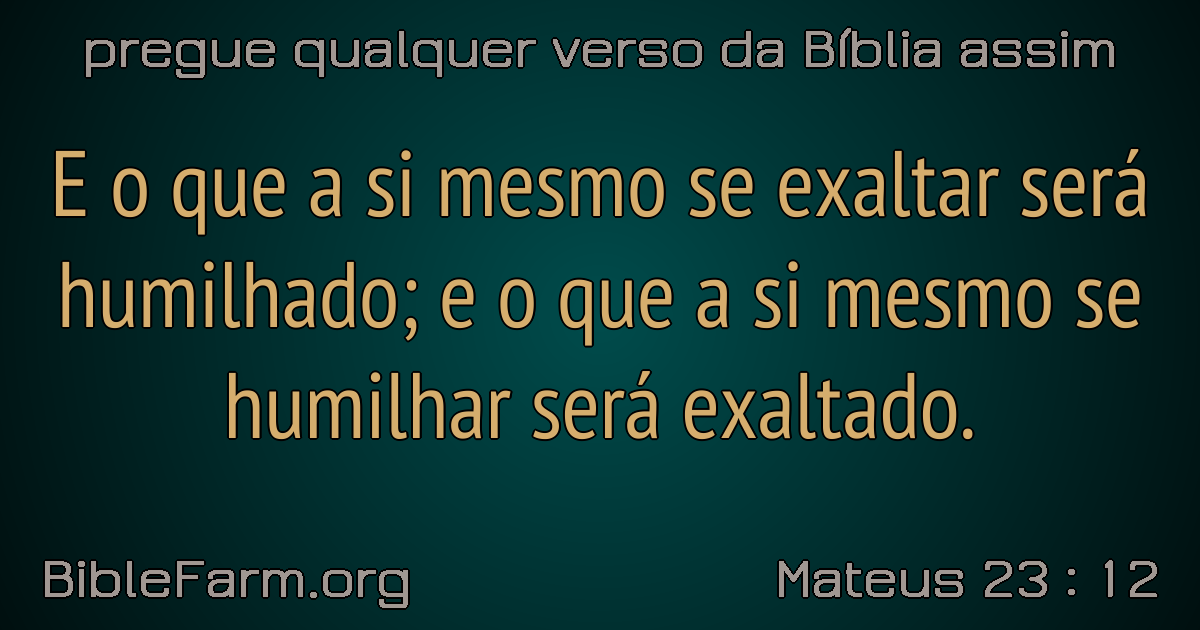 pregue qualquer verso da Bíblia assim
E o que a si mesmo se exaltar será
humilhado; e o que a si mesmo se
humilhar será exaltado.
BibleFarm.org
Mateus 23 : 12